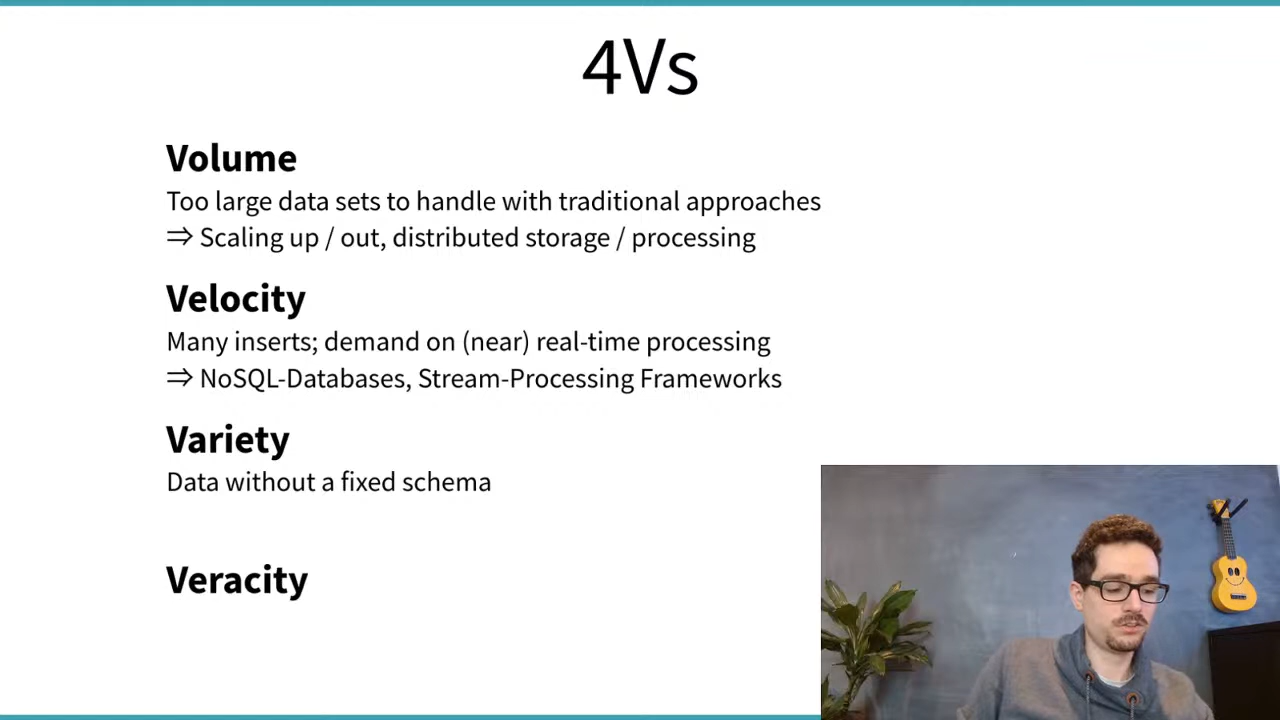 4Vs
Volume
Too large data sets to handle with traditional approaches
⇒ Scaling up / out, distributed storage / processing
Velocity
Many inserts; demand on (near) real-time processing
⇒ NoSQL-Databases, Stream-Processing Frameworks
Variety
Data without a fixed schema
Veracity